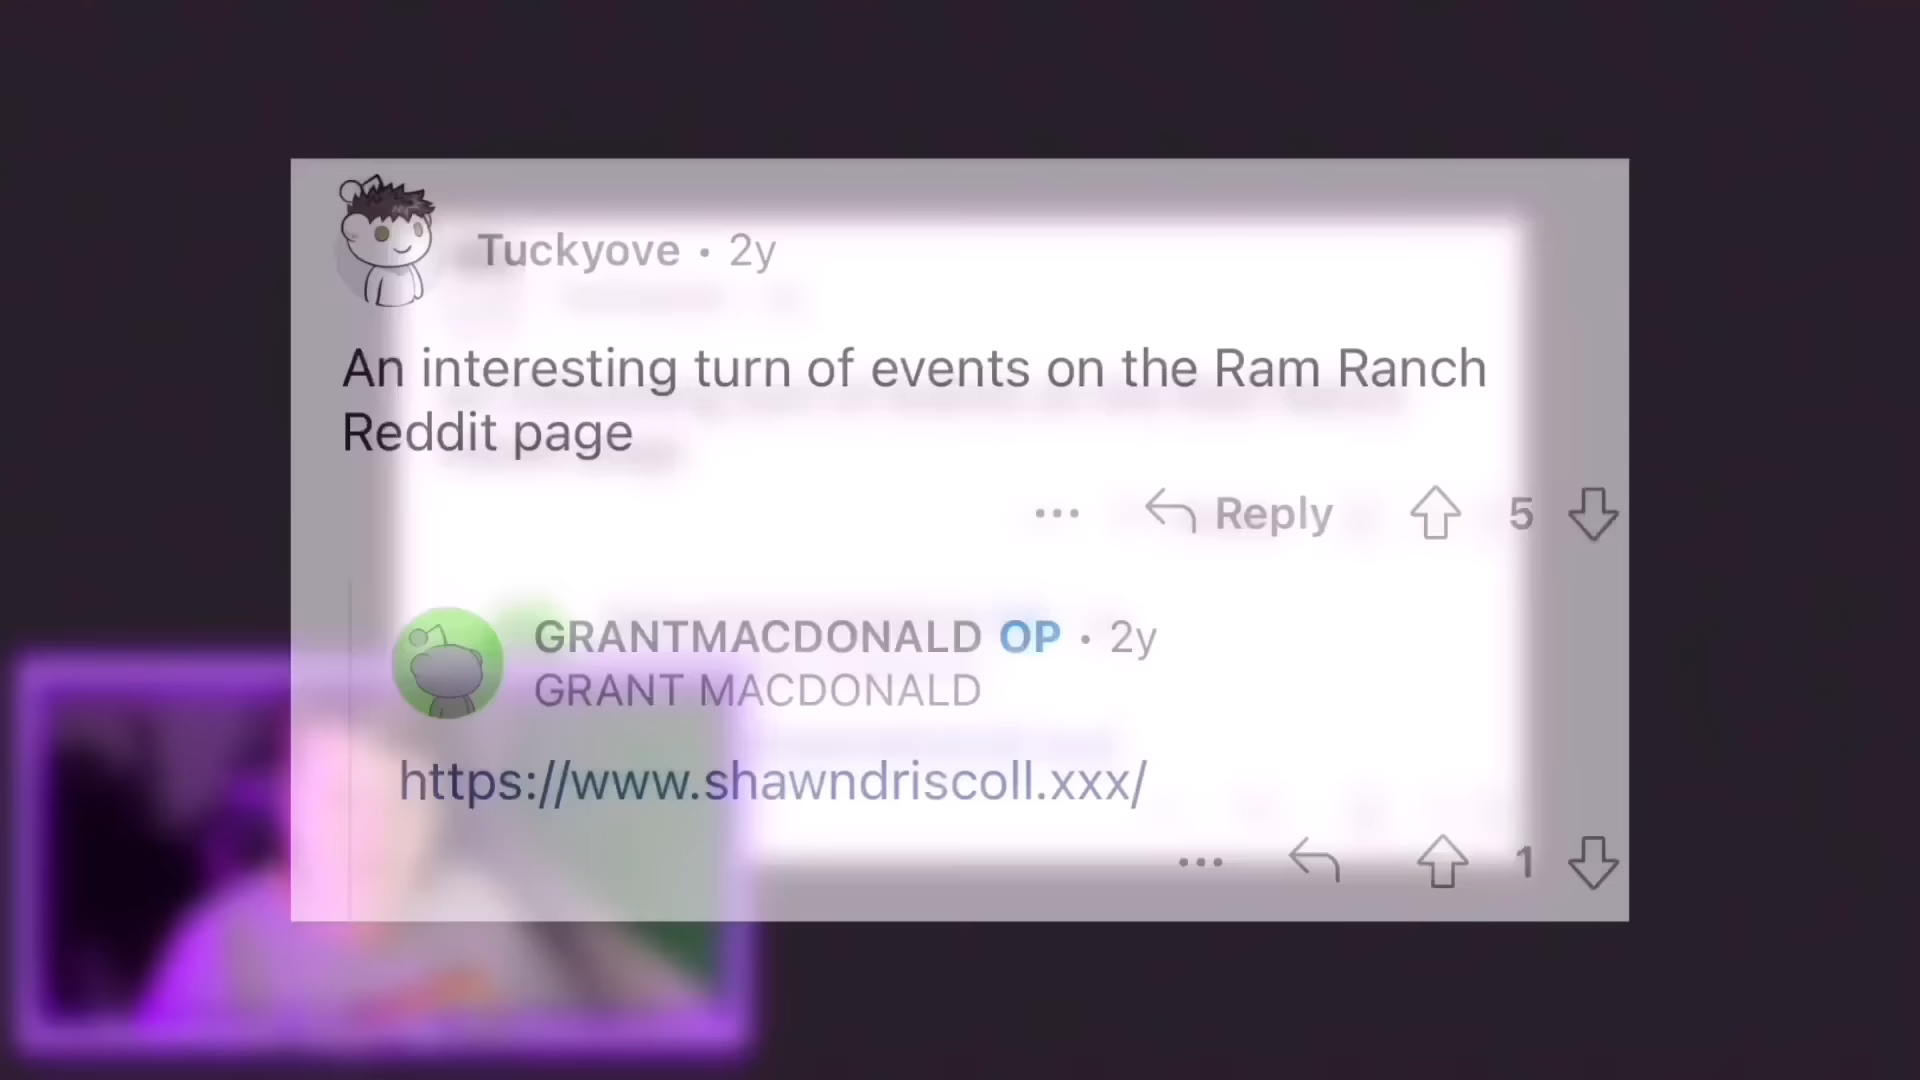 Tuckyove • 2y
An interesting turn of events on the Ram Ranch
Reddit page
... Reply 5
GRANTMACDONALD OP • 2y
GRANT MACDONALD
https://www.shawndriscoll.xxx/
... 1